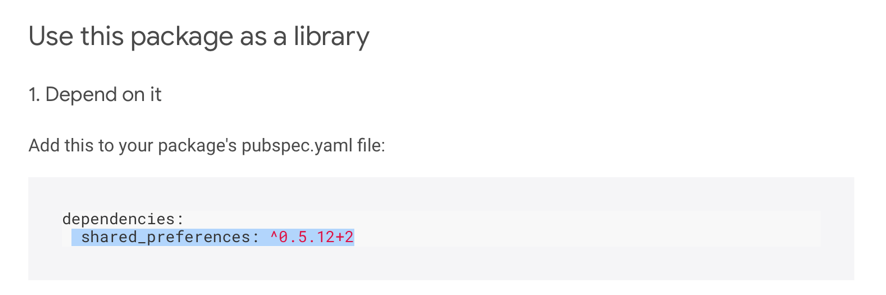 Use this package as a library
1. Depend on it
Add this to your package's pubspec.yaml file:
dependencies:
  shared_preferences: ^0.5.12+2